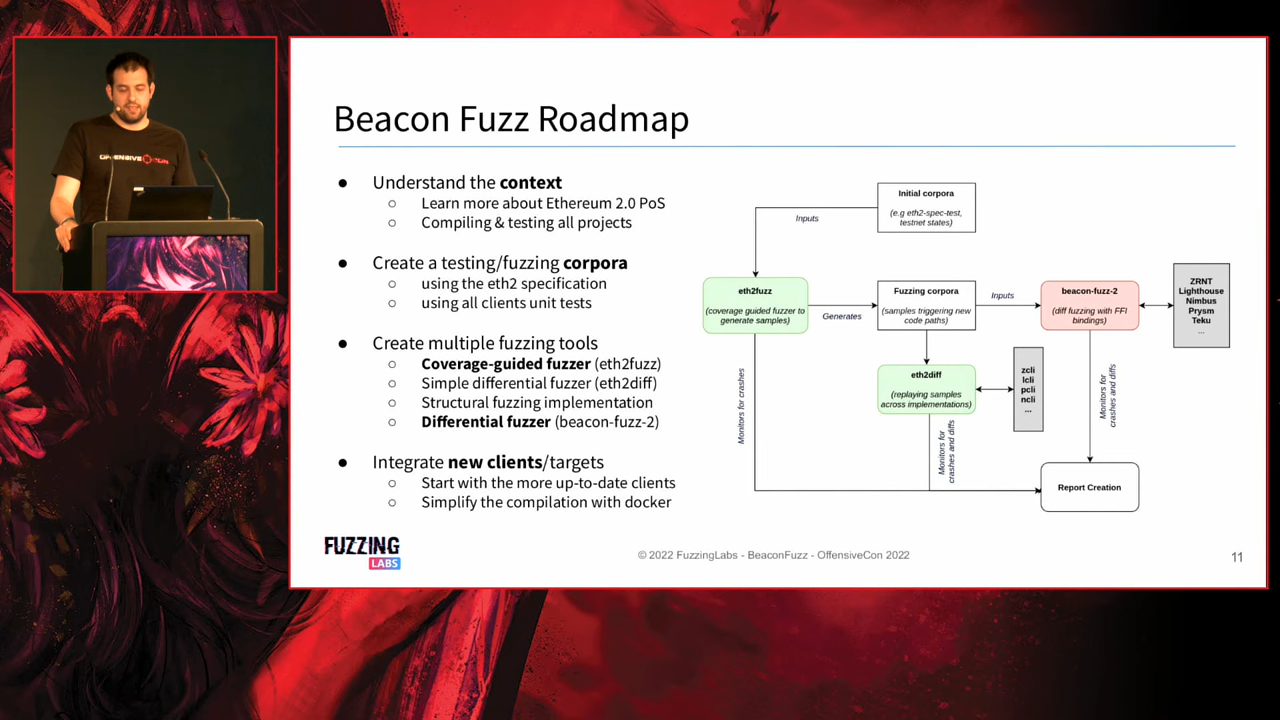 OFFENSIVE CON
Beacon Fuzz Roadmap
● Understand the context
○ Learn more about Ethereum 2.0 PoS
○ Compiling & testing all projects
● Create a testing/fuzzing corpora
○ using the eth2 specification
○ using all clients unit tests
● Create multiple fuzzing tools
○ Coverage-guided fuzzer (eth2fuzz)
○ Simple differential fuzzer (eth2diff)
○ Structural fuzzing implementation
○ Differential fuzzer (beacon-fuzz-2)
● Integrate new clients/targets
○ Start with the more up-to-date clients
○ Simplify the compilation with docker
Initial corpora
(e.g eth2-spec-test,
testnet states)
Inputs
eth2fuzz
(coverage guided fuzzer to
generate samples)
Generates
Fuzzing corpora
(samples triggering new
code paths)
Inputs
beacon-fuzz-2
(diff fuzzing with FFI
bindings)
ZRNT
Lighthouse
Nimbus
Prysm
Teku
...
eth2diff
(replaying samples
across implementations)
zcli
lcli
pcli
ncli
...
Monitors for crashes
Monitors for
crashes and diffs
Monitors for
crashes and diffs
Report Creation
FUZZING
LABS
© 2022 FuzzingLabs - BeaconFuzz - OffensiveCon 2022
11